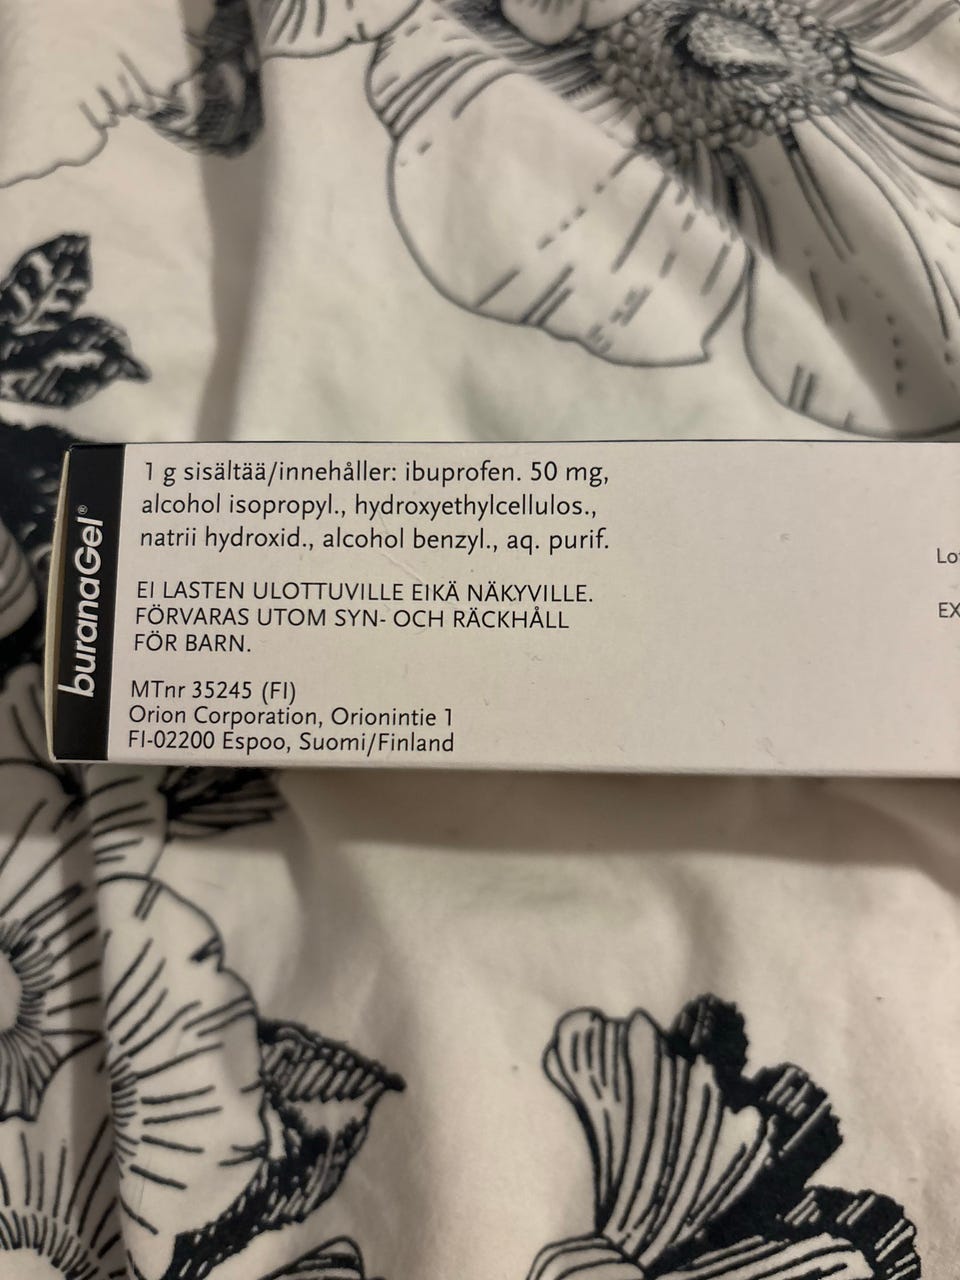 buranaGel®
1 g sisältää/innehåller: ibuprofen. 50 mg,
alcohol isopropyl., hydroxyethylcellulos.,
natrii hydroxid., alcohol benzyl., aq. purif.
EI LASTEN ULOTTUVILLE EIKÄ NÄKYVILLE.
FÖRVARAS UTOM SYN- OCH RÄCKHÅLL
FÖR BARN.
MTnr 35245 (FI)
Orion Corporation, Orionintie 1
FI-02200 Espoo, Suomi/Finland